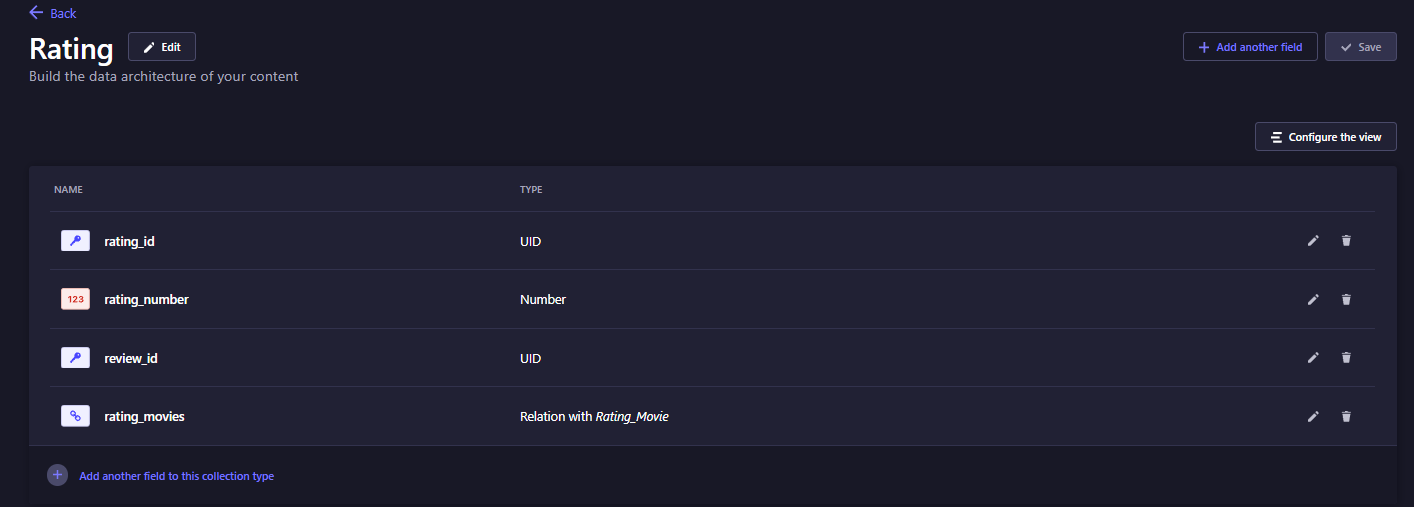 Back
Rating Edit Add another field Save
Build the data architecture of your content
Configure the view
NAME TYPE
rating_id UID
123 rating_number Number
review_id UID
rating_movies Relation with Rating_Movie
Add another field to this collection type